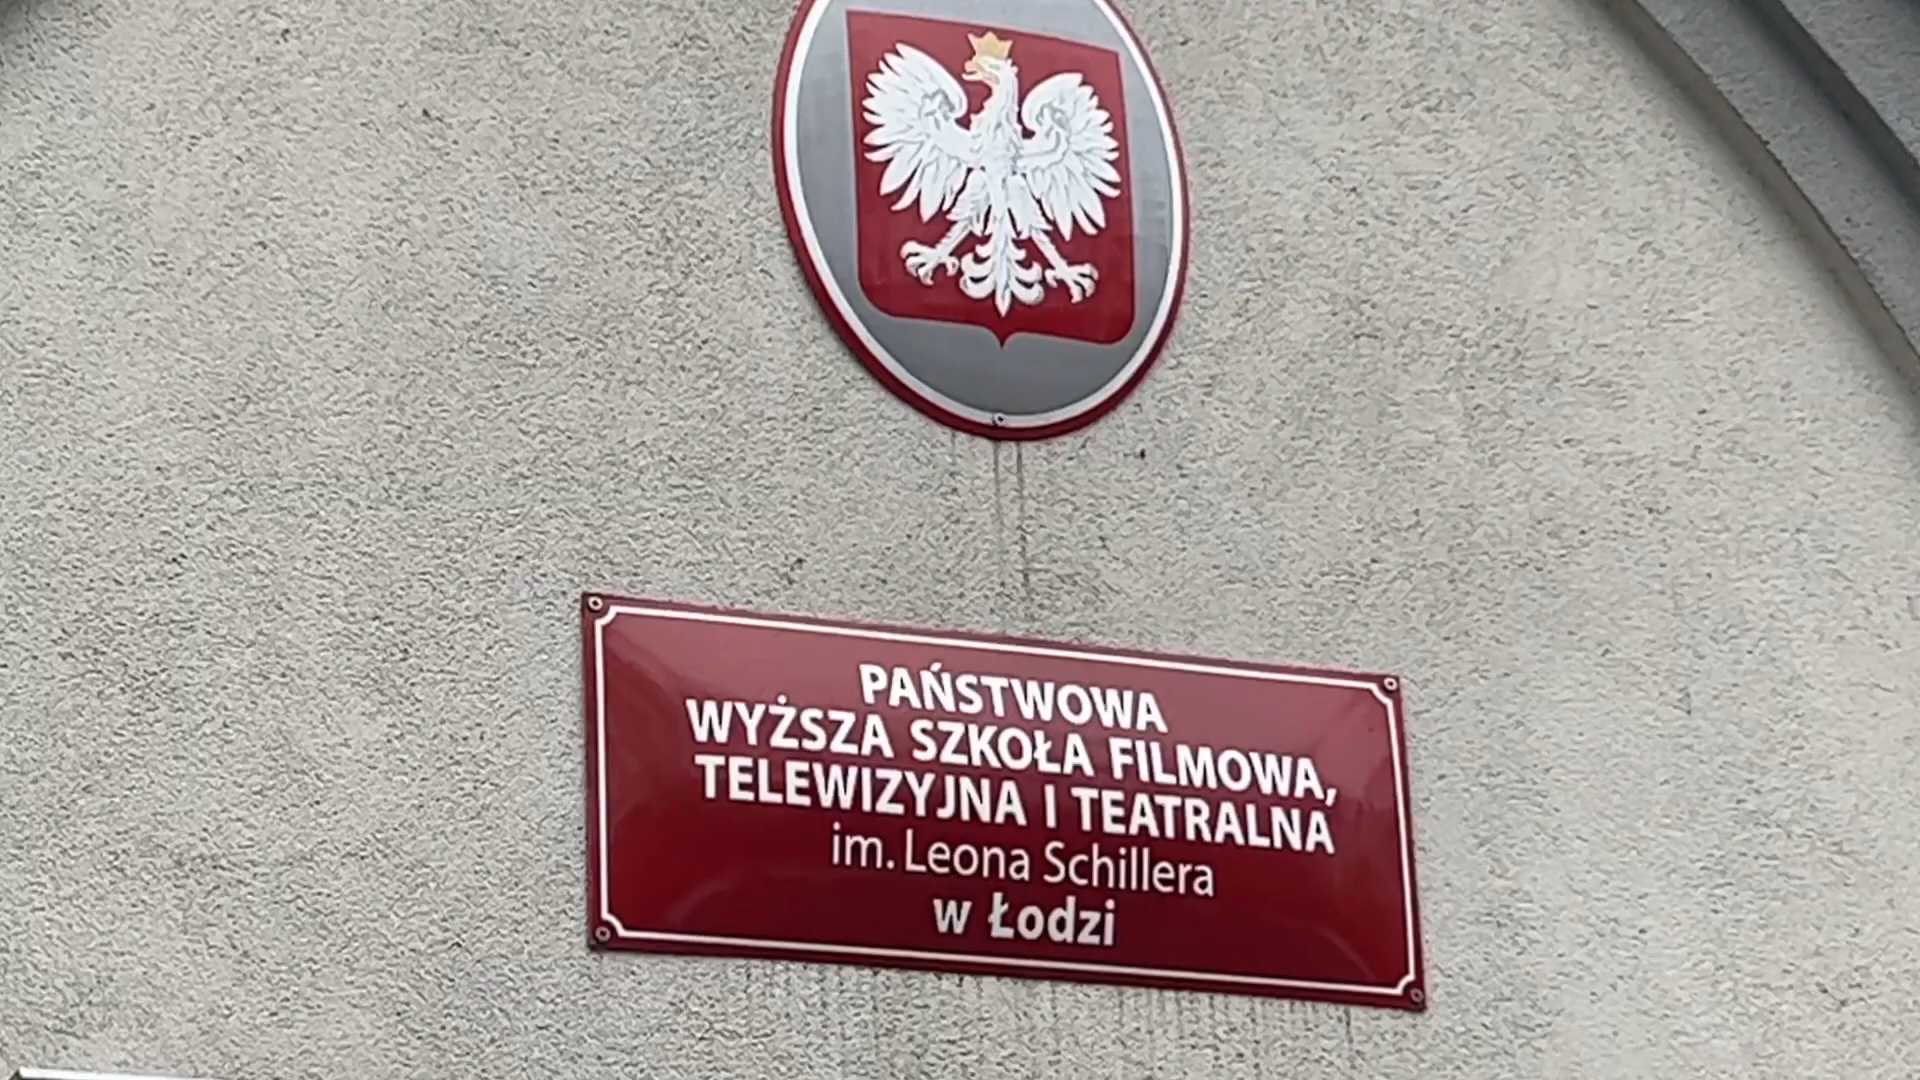 PAŃSTWOWA
WYŻSZA SZKOŁA FILMOWA,
TELEWIZYJNA I TEATRALNA
im. Leona Schillera
w Łodzi